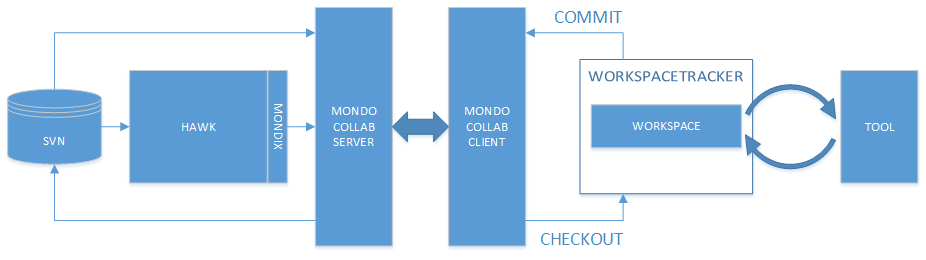 COMMIT
WORKSPACETRACKER
MONDIX
MONDO
COLLAB
SERVER
MONDO
COLLAB
CLIENT
SVN
HAWK
WORKSPACE
TOOL
CHECKOUT